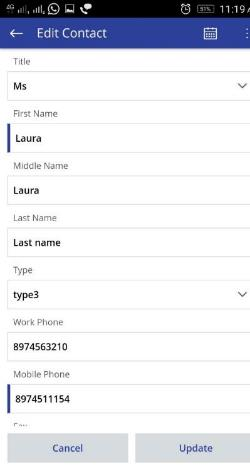 4G 51% 11:19
Edit Contact
Title
Ms
First Name
Laura
Middle Name
Laura
Last Name
Last name
Type
type3
Work Phone
8974563210
Mobile Phone
8974511154
Cancel
Update